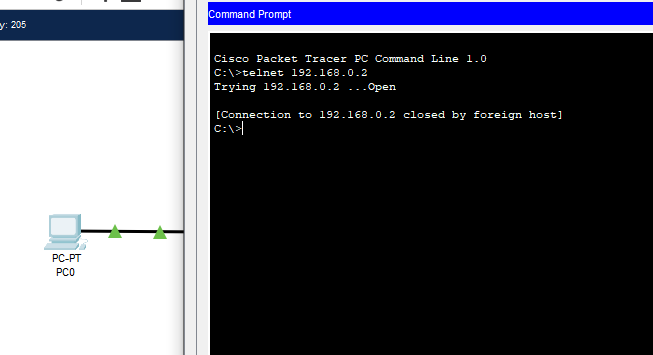 Command Prompt
y: 205
Cisco Packet Tracer PC Command Line 1.0
C:\>telnet 192.168.0.2
Trying 192.168.0.2 ...Open
[Connection to 192.168.0.2 closed by foreign host]
C:\>
PC-PT
PC0